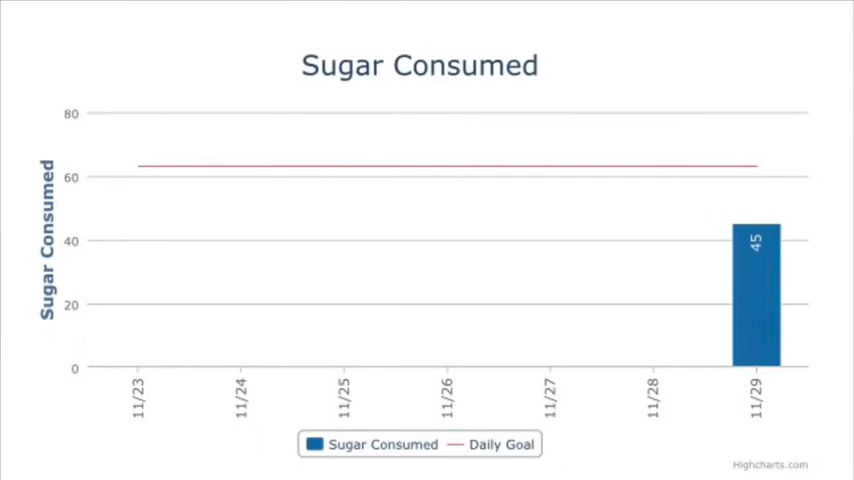 Sugar Consumed
Sugar Consumed
80
60
40
20
0
45
11/23
11/24
11/25
11/26
11/27
11/28
11/29
Sugar Consumed
Daily Goal
Highcharts.com